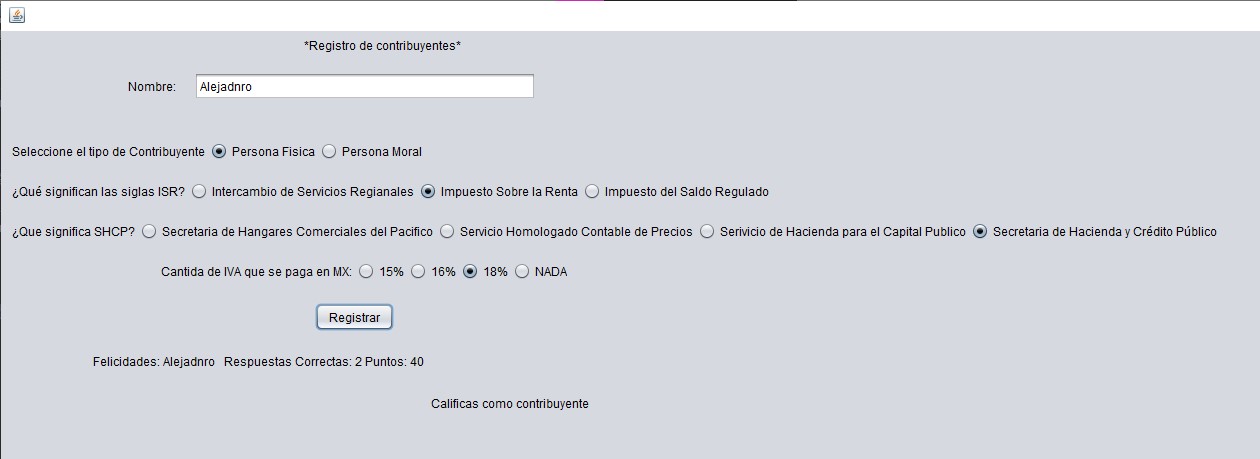 *Registro de contribuyentes*
Nombre: Alejadnro
Seleccione el tipo de Contribuyente Persona Fisica Persona Moral
¿Qué significan las siglas ISR? Intercambio de Servicios Regianales Impuesto Sobre la Renta Impuesto del Saldo Regulado
¿Que significa SHCP? Secretaria de Hangares Comerciales del Pacifico Servicio Homologado Contable de Precios Serivicio de Hacienda para el Capital Publico Secretaria de Hacienda y Crédito Público
Cantida de IVA que se paga en MX: 15% 16% 18% NADA
Registrar
Felicidades: Alejadnro Respuestas Correctas: 2 Puntos: 40
Calificas como contribuyente